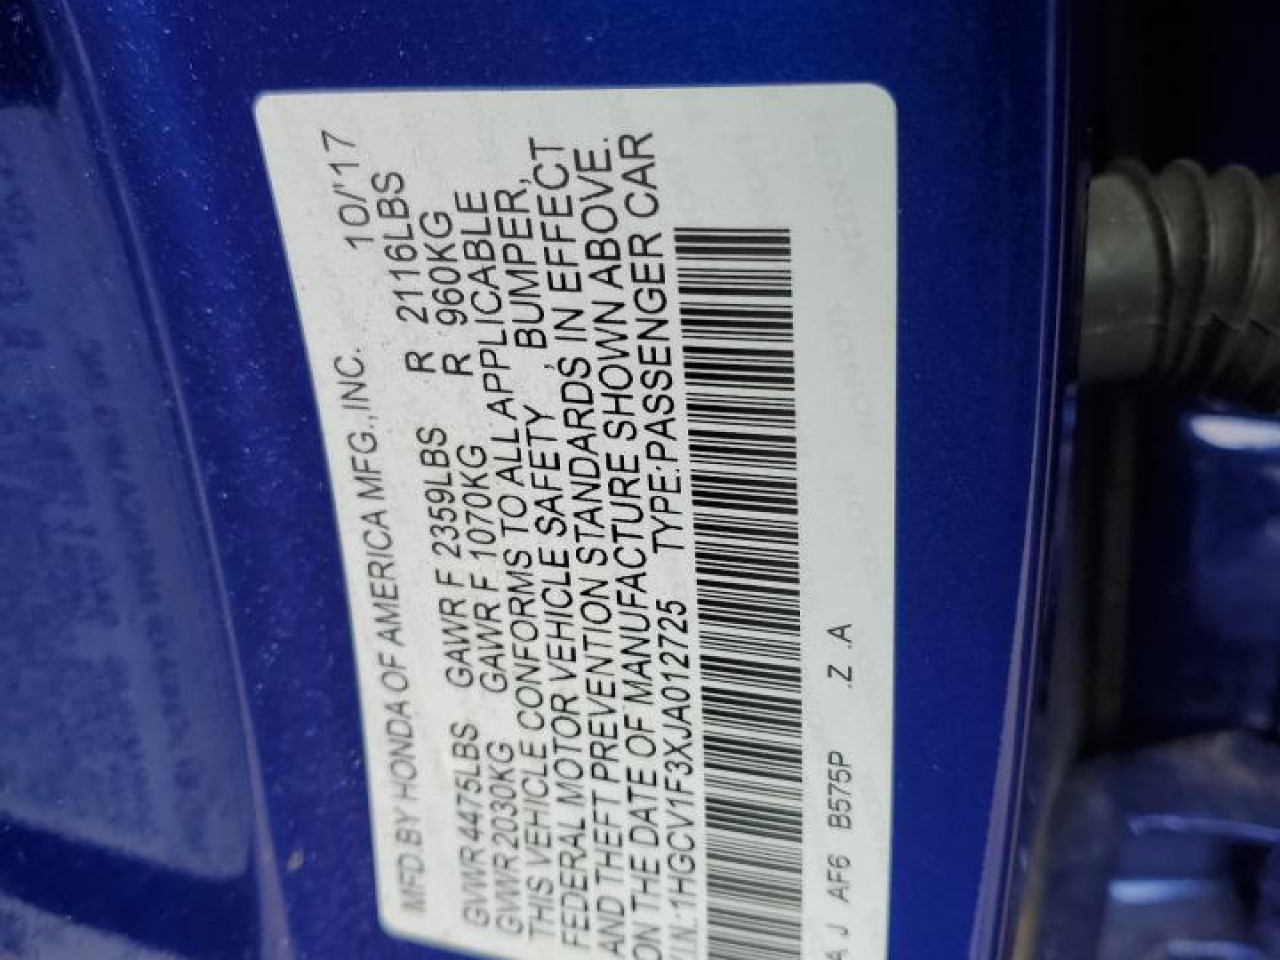 MFD BY HONDA OF AMERICA MFG.,INC. 10/'17
GVWR 4475LBS GAWR F 2359LBS R 2116LBS
GVWR 2030KG GAWR F 1070KG R 960KG
THIS VEHICLE CONFORMS TO ALL APPLICABLE
FEDERAL MOTOR VEHICLE SAFETY , BUMPER,
AND THEFT PREVENTION STANDARDS IN EFFECT
ON THE DATE OF MANUFACTURE SHOWN ABOVE.
V.I.N.:1HGCV1F3XJA012725 TYPE:PASSENGER CAR
A J AF6 B575P .Z .A